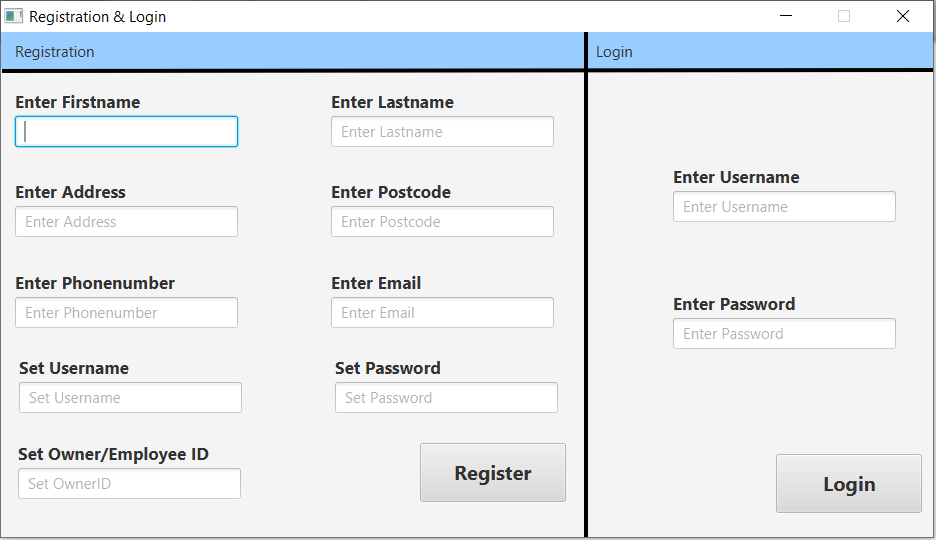 Registration & Login
Registration
Login
Enter Firstname
Enter Lastname
Enter Lastname
Enter Address
Enter Postcode
Enter Address
Enter Postcode
Enter Phonenumber
Enter Email
Enter Phonenumber
Enter Email
Set Username
Set Password
Set Username
Set Password
Set Owner/Employee ID
Set OwnerID
Register
Enter Username
Enter Username
Enter Password
Enter Password
Login